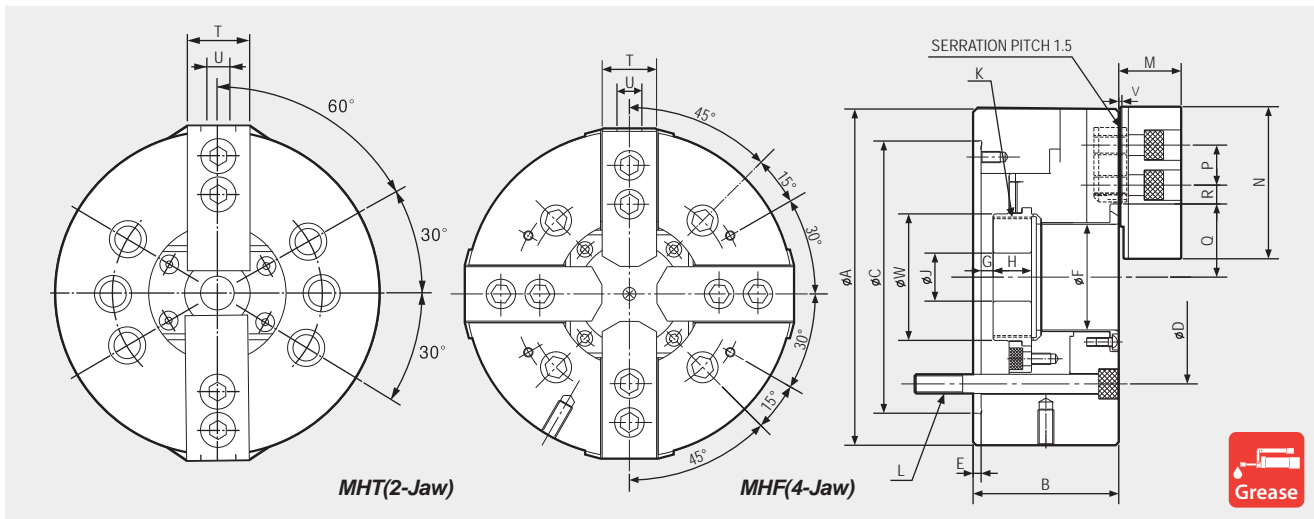 T
U
60°
30°
30°
MHT(2-Jaw)
T
U
45°
15°
30°
30°
15°
45°
MHF(4-Jaw)
SERRATION PITCH 1.5
K
M
V
P
R
N
Q
G
H
øA
øC
øW
øJ
øF
øD
E
L
B
Grease